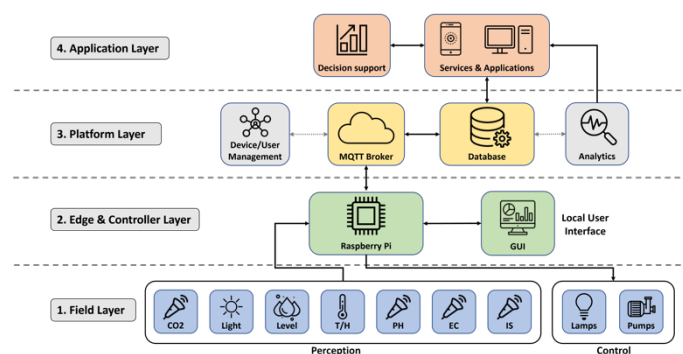 4. Application Layer
Decision support
Services & Applications
3. Platform Layer
Device/User
Management
MQTT Broker
Database
Analytics
2. Edge & Controller Layer
Raspberry Pi
GUI
Local User
Interface
1. Field Layer
CO2
Light
Level
T/H
PH
EC
IS
Lamps
Pumps
Perception
Control